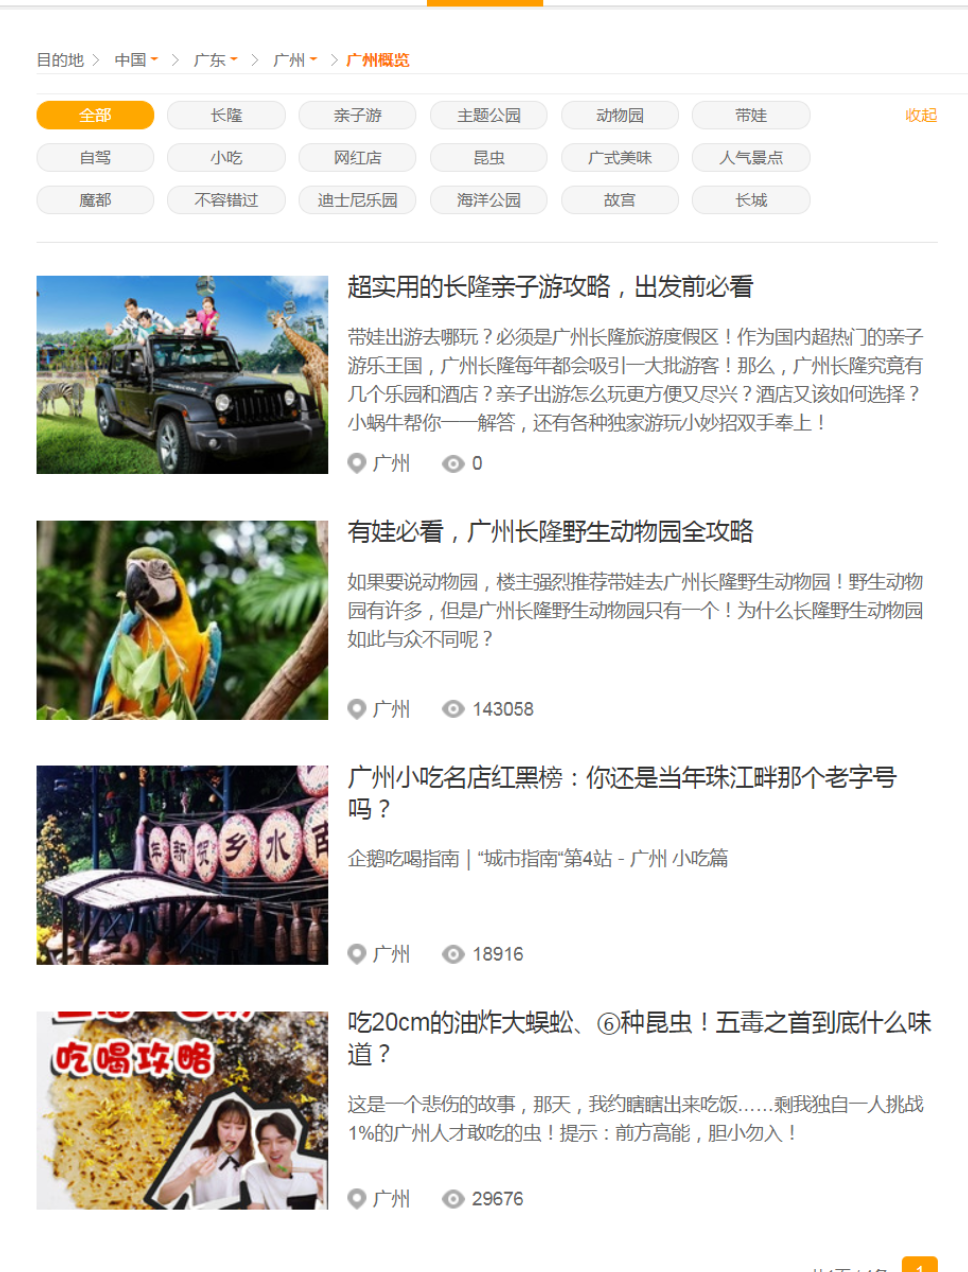 目的地 > 中国 > 广东 > 广州 > 广州概览
全部 长隆 亲子游 主题公园 动物园 带娃 收起
自驾 小吃 网红店 昆虫 广式美味 人气景点
魔都 不容错过 迪士尼乐园 海洋公园 故宫 长城
超实用的长隆亲子游攻略，出发前必看
带娃出游去哪玩？必须是广州长隆旅游度假区！作为国内超热门的亲子
游乐王国，广州长隆每年都会吸引一大批游客！那么，广州长隆究竟有
几个乐园和酒店？亲子出游怎么玩更方便又尽兴？酒店又该如何选择？
小蜗牛帮你一一解答，还有各种独家游玩小妙招双手奉上！
广州 0
有娃必看，广州长隆野生动物园全攻略
如果要说动物园，楼主强烈推荐带娃去广州长隆野生动物园！野生动物
园有许多，但是广州长隆野生动物园只有一个！为什么长隆野生动物园
如此与众不同呢？
广州 143058
年新贺乡水南
广州小吃名店红黑榜：你还是当年珠江畔那个老字号
吗？
企鹅吃喝指南｜“城市指南“第4站 - 广州 小吃篇
广州 18916
吃喝攻略
吃20cm的油炸大蜈蚣、⑥种昆虫！五毒之首到底什么味
道？
这是一个悲伤的故事，那天，我约瞎瞎出来吃饭……剩我独自一人挑战
1%的广州人才敢吃的虫！提示：前方高能，胆小勿入！
广州 29676
1